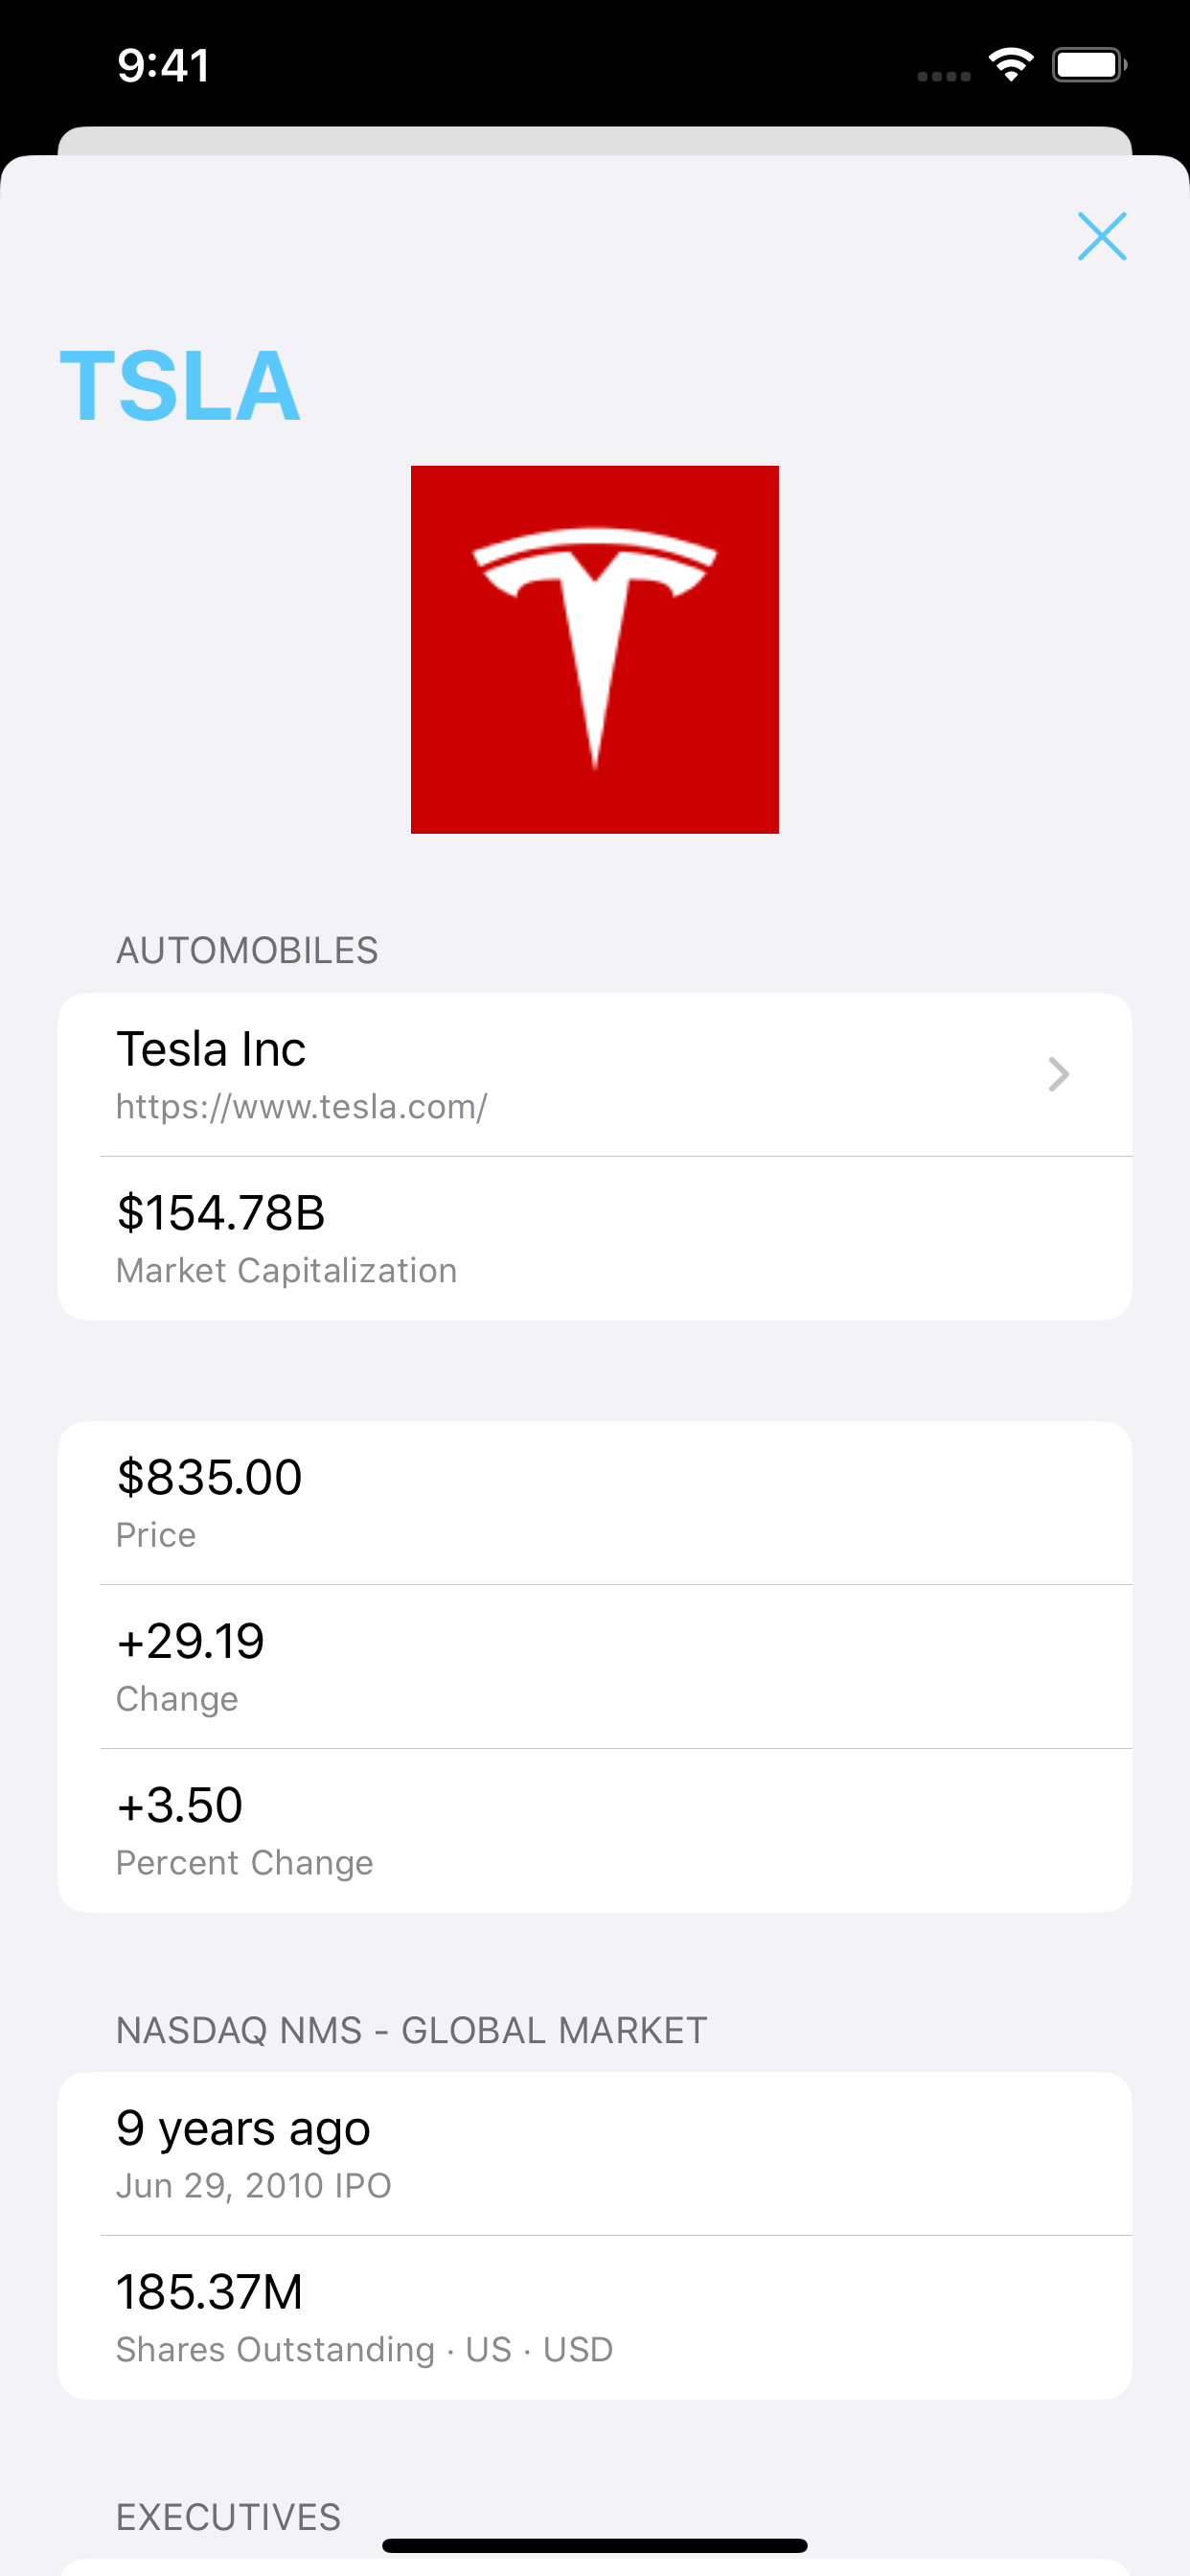 9:41
TSLA
AUTOMOBILES
Tesla Inc
https://www.tesla.com/
$154.78B
Market Capitalization
$835.00
Price
+29.19
Change
+3.50
Percent Change
NASDAQ NMS - GLOBAL MARKET
9 years ago
Jun 29, 2010 IPO
185.37M
Shares Outstanding · US · USD
EXECUTIVES